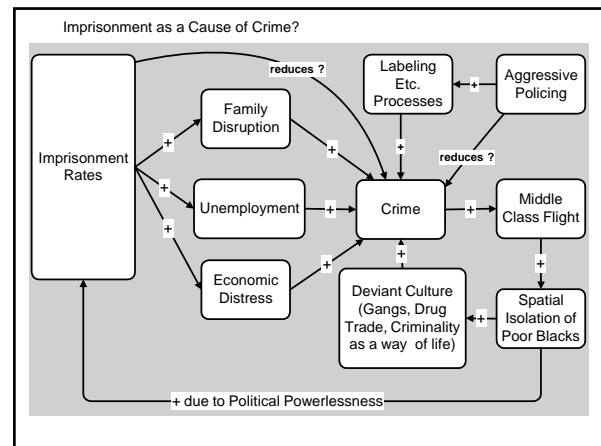 Imprisonment as a Cause of Crime?
reduces ?
Labeling
Etc.
Processes
+
Aggressive
Policing
Family
Disruption
+
+
+
reduces ?
Imprisonment
Rates
+
Unemployment
+
Crime
+
Middle
Class Flight
+
Economic
Distress
+
+
+
Deviant Culture
(Gangs, Drug
Trade, Criminality
as a way of life)
+
Spatial
Isolation of
Poor Blacks
+ due to Political Powerlessness